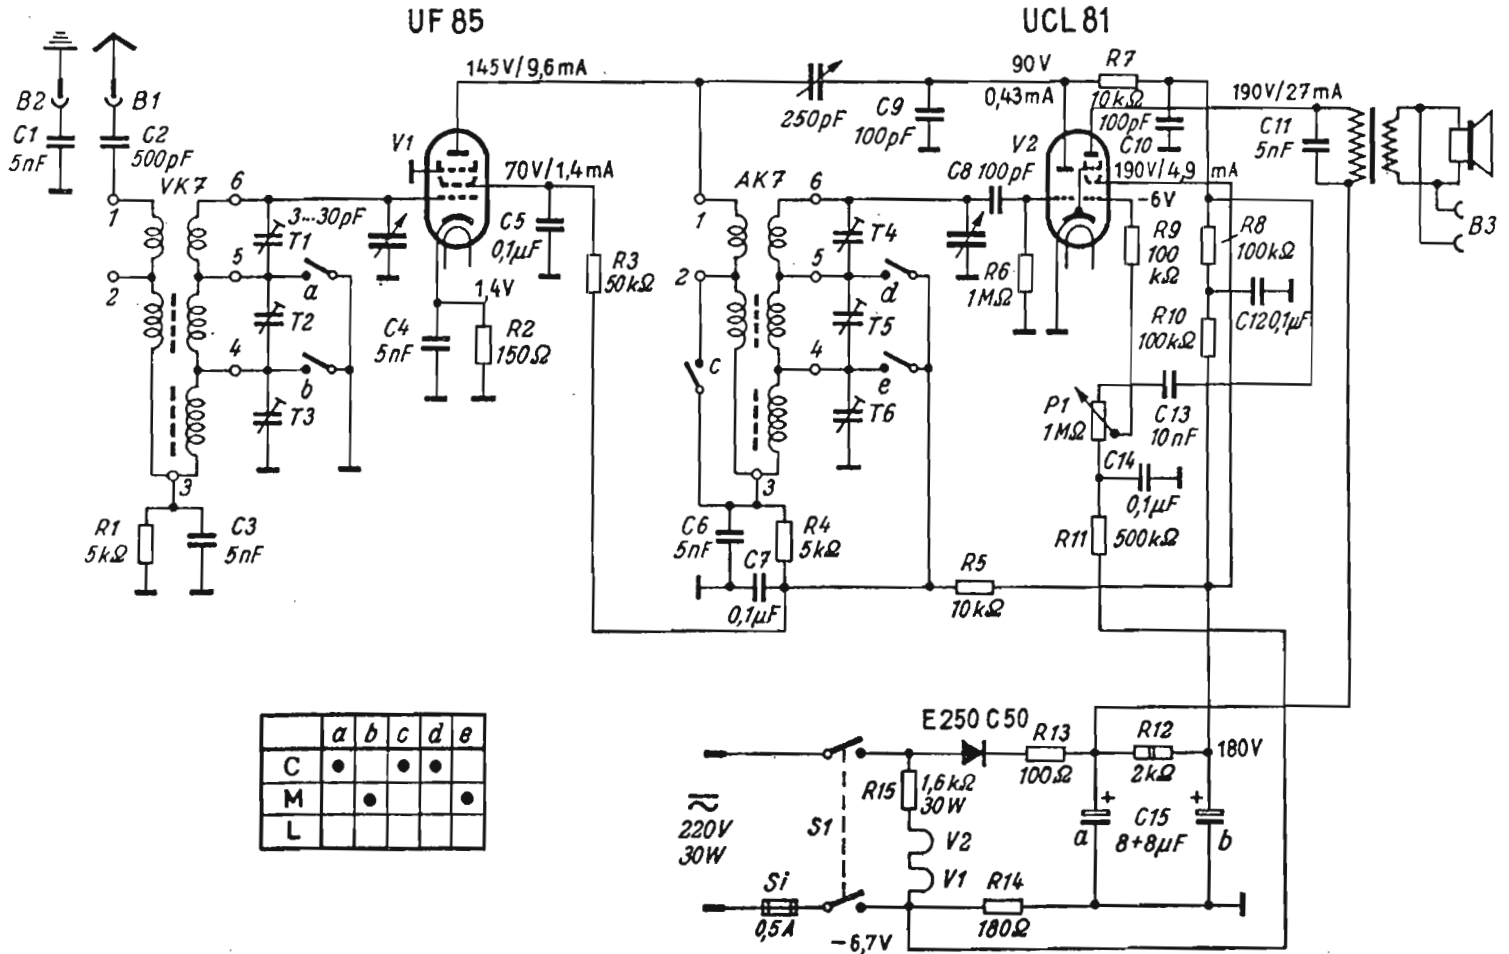 UF 85
UCL 81
145V/9,6mA
90V
0,43mA
R7
10kΩ
190V/27mA
B2
B1
C1
5nF
C2
500pF
250pF
C9
100pF
100pF
C10
C11
5nF
V1
V2
70V/1,4mA
C8 100pF
190V/4,9 mA
-6V
VK7
AK7
B3
1
6
3...30pF
T1
C5
0,1µF
R3
50kΩ
1
6
T4
R6
1MΩ
R9
100
kΩ
R8
100kΩ
2
5
a
1,4V
2
5
d
C12 0,1µF
T2
C4
5nF
R2
150Ω
T5
R10
100kΩ
4
b
c
4
e
T3
T6
P1
1MΩ
C13
10nF
3
3
C14
0,1µF
R1
5kΩ
C3
5nF
C6
5nF
R4
5kΩ
R11
500kΩ
C7
0,1µF
R5
10kΩ
a b c d e
C ● ● ●
M ● ●
L
E250 C50
R13
100Ω
R12
2kΩ
180V
R15
1,6kΩ
30W
220V
30W
S1
V2
V1
+
+
a
C15
8+8µF
b
Si
0,5A
R14
180Ω
-6,7V